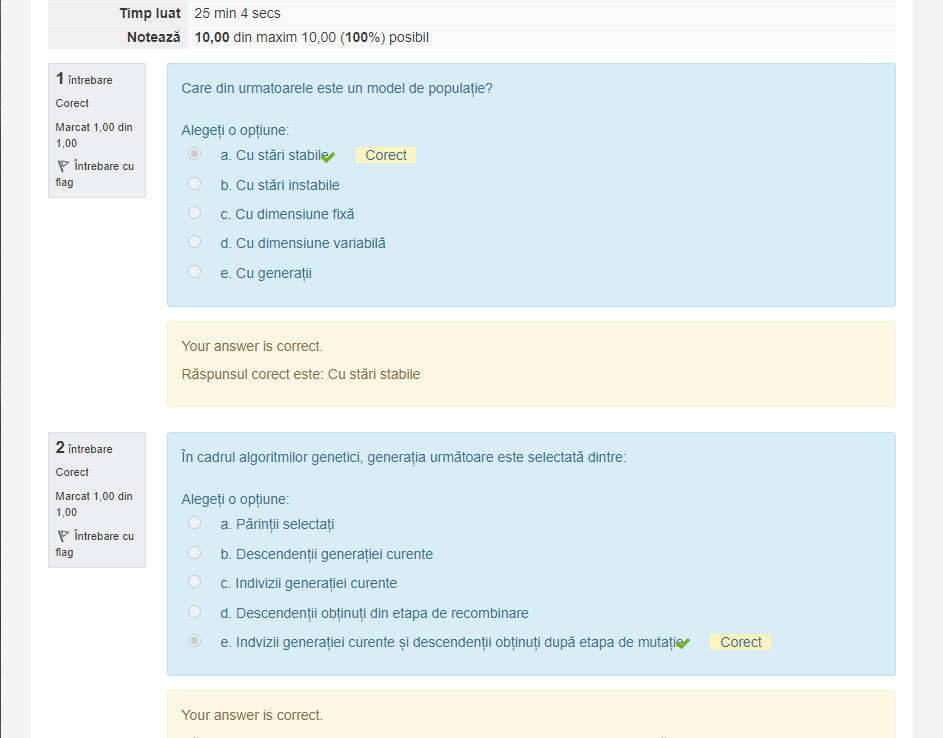 Timp luat 25 min 4 secs
Notează 10,00 din maxim 10,00 (100%) posibil
1 întrebare
Corect
Marcat 1,00 din
1,00
Întrebare cu
flag
Care din urmatoarele este un model de populație?
Alegeți o opțiune:
a. Cu stări stabile Corect
b. Cu stări instabile
c. Cu dimensiune fixă
d. Cu dimensiune variabilă
e. Cu generații
Your answer is correct.
Răspunsul corect este: Cu stări stabile
2 întrebare
Corect
Marcat 1,00 din
1,00
Întrebare cu
flag
În cadrul algoritmilor genetici, generația următoare este selectată dintre:
Alegeți o opțiune:
a. Părinții selectați
b. Descendenții generației curente
c. Indivizii generației curente
d. Descendenții obținuți din etapa de recombinare
e. Indvizii generației curente și descendenții obținuți după etapa de mutație Corect
Your answer is correct.